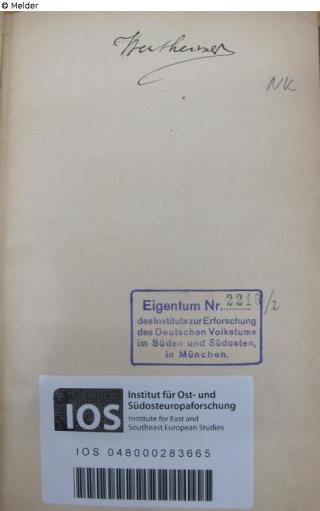 © Melder
Wertheimer
NK
Eigentum Nr. 2216/2
des Instituts zur Erforschung
des Deutschen Volkstums
im Süden und Südosten,
in München.
IOS
Institut für Ost- und
Südosteuropaforschung
Institute for East and
Southeast European Studies
IOS 048000283665